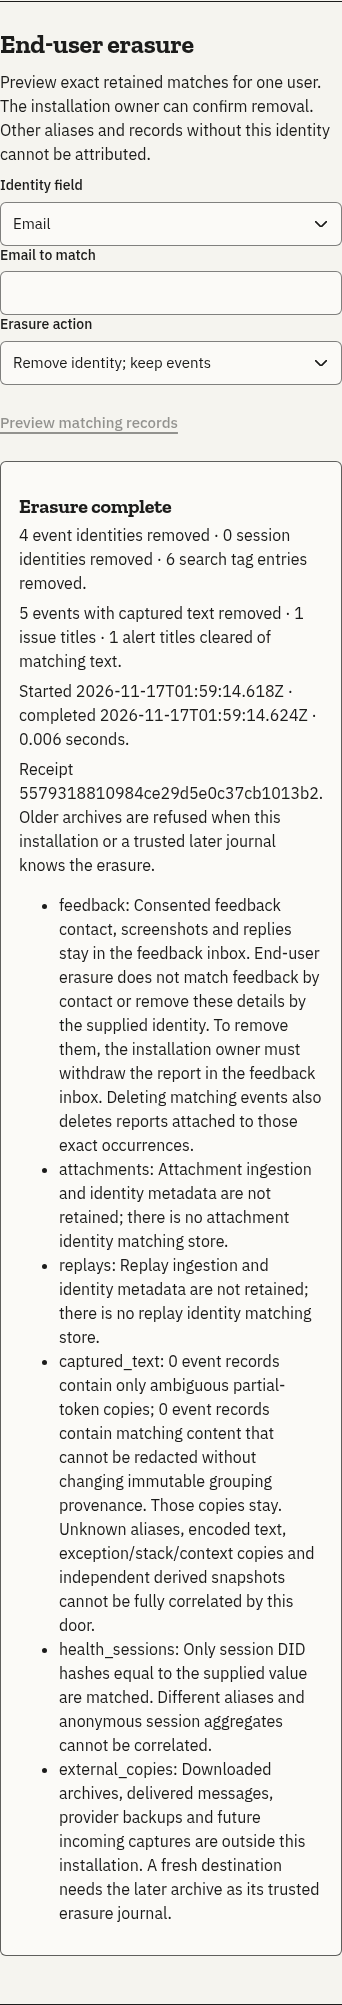 End-user erasure
Preview exact retained matches for one user.
The installation owner can confirm removal.
Other aliases and records without this identity
cannot be attributed.
Identity field
Email
Email to match
Erasure action
Remove identity; keep events
Preview matching records
Erasure complete
4 event identities removed · 0 session
identities removed · 6 search tag entries
removed.
5 events with captured text removed · 1
issue titles · 1 alert titles cleared of
matching text.
Started 2026-11-17T01:59:14.618Z ·
completed 2026-11-17T01:59:14.624Z ·
0.006 seconds.
Receipt
5579318810984ce29d5e0c37cb1013b2.
Older archives are refused when this
installation or a trusted later journal
knows the erasure.
• feedback: Consented feedback
contact, screenshots and replies
stay in the feedback inbox. End-user
erasure does not match feedback by
contact or remove these details by
the supplied identity. To remove
them, the installation owner must
withdraw the report in the feedback
inbox. Deleting matching events also
deletes reports attached to those
exact occurrences.
• attachments: Attachment ingestion
and identity metadata are not
retained; there is no attachment
identity matching store.
• replays: Replay ingestion and
identity metadata are not retained;
there is no replay identity matching
store.
• captured_text: 0 event records
contain only ambiguous partial-
token copies; 0 event records
contain matching content that
cannot be redacted without
changing immutable grouping
provenance. Those copies stay.
Unknown aliases, encoded text,
exception/stack/context copies and
independent derived snapshots
cannot be fully correlated by this
door.
• health_sessions: Only session DID
hashes equal to the supplied value
are matched. Different aliases and
anonymous session aggregates
cannot be correlated.
• external_copies: Downloaded
archives, delivered messages,
provider backups and future
incoming captures are outside this
installation. A fresh destination
needs the later archive as its trusted
erasure journal.